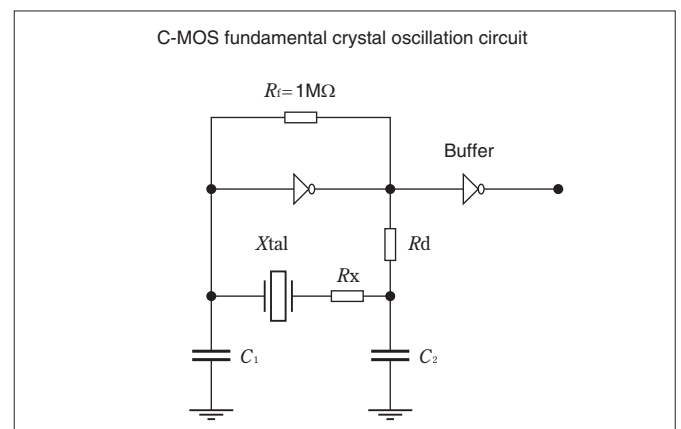 C-MOS fundamental crystal oscillation circuit
Rf=1MΩ
Buffer
Xtal
Rd
Rx
C1
C2